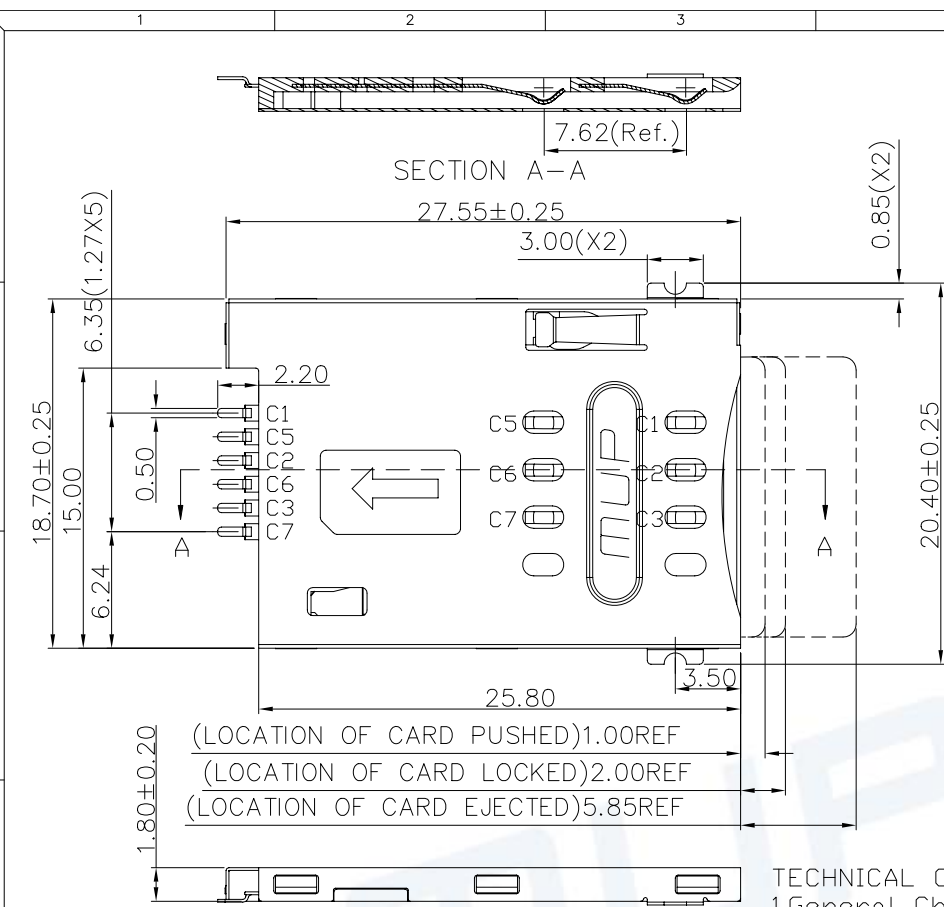 1
2
3
7.62(Ref.)
SECTION A-A
27.55±0.25
3.00(X2)
0.85(X2)
6.35(1.27X5)
2.20
0.50
18.70±0.25
15.00
6.24
20.40±0.25
C1
C5
C2
C6
C3
C7
C5
C1
C6
C2
C7
C3
MUP
A
A
3.50
25.80
(LOCATION OF CARD PUSHED)1.00REF
(LOCATION OF CARD LOCKED)2.00REF
(LOCATION OF CARD EJECTED)5.85REF
1.80±0.20
TECHNICAL C
1.General Ch